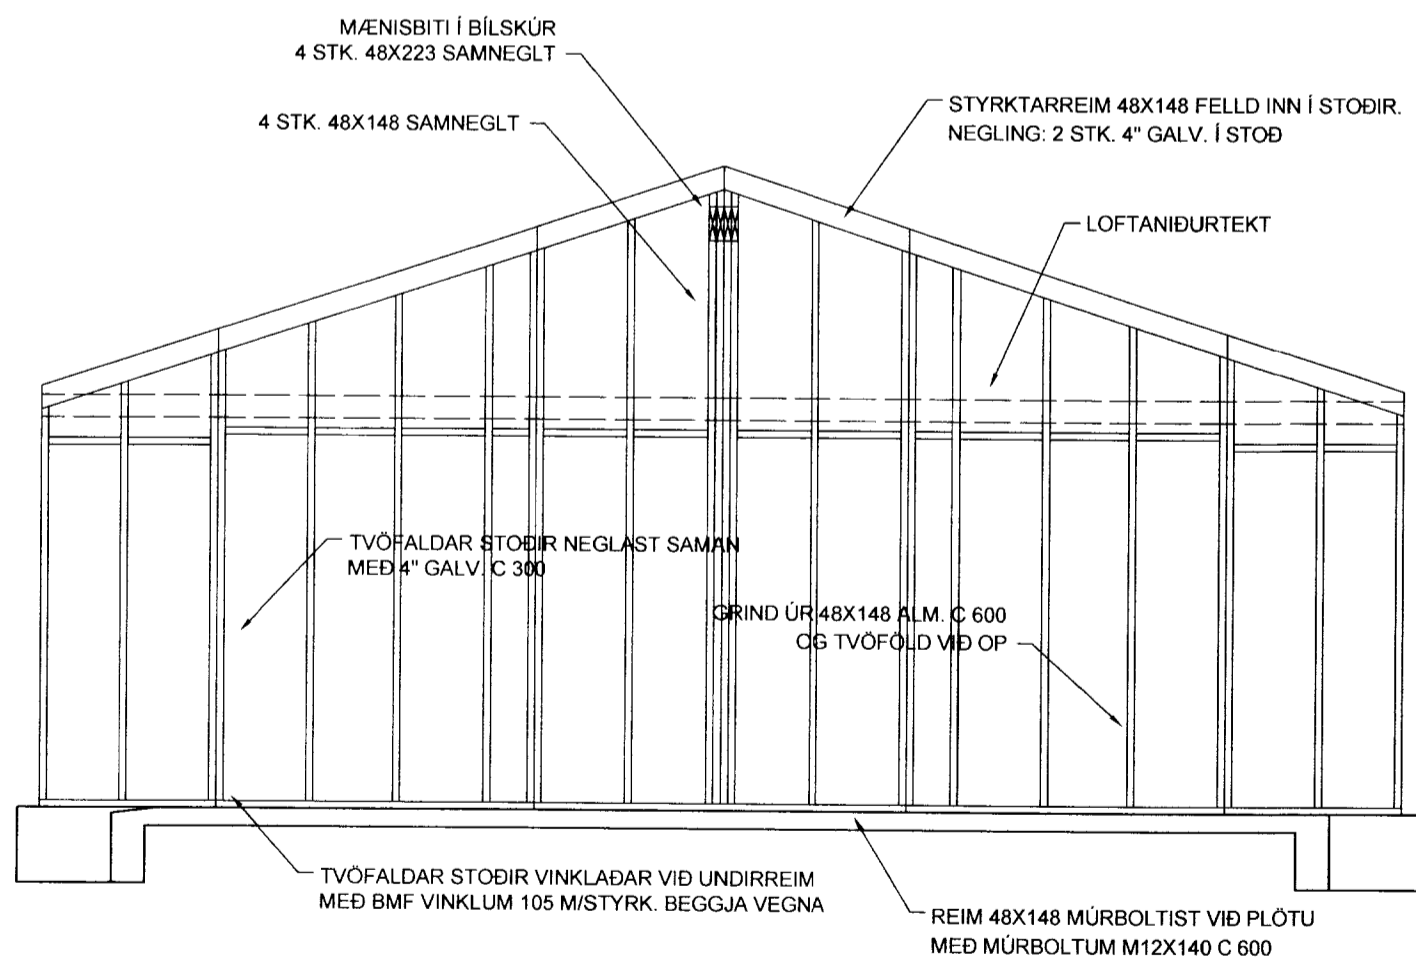 MÆNISBITI Í BÍLSKÚR
4 STK. 48X223 SAMNEGLT
4 STK. 48X148 SAMNEGLT
STYRKTARREIM 48X148 FELLD INN Í STOÐIR.
NEGLING: 2 STK. 4" GALV. Í STOÐ
LOFTANIÐURTEKT
TVÖFALDAR STOÐIR NEGLAST SAMAN
MEÐ 4" GALV. C 300
GRIND ÚR 48X148 ALM. C 600
OG TVÖFÖLD VIÐ OP
TVÖFALDAR STOÐIR VINKLAÐAR VIÐ UNDIRREIM
MEÐ BMF VINKLUM 105 M/STYRK. BEGGJA VEGNA
REIM 48X148 MÚRBOLTIST VIÐ PLÖTU
MEÐ MÚRBOLTUM M12X140 C 600